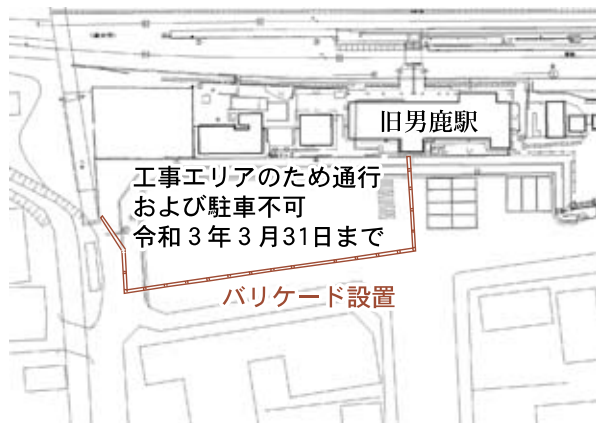 旧男鹿駅
工事エリアのため通行
および駐車不可
令和３年３月31日まで
バリケード設置